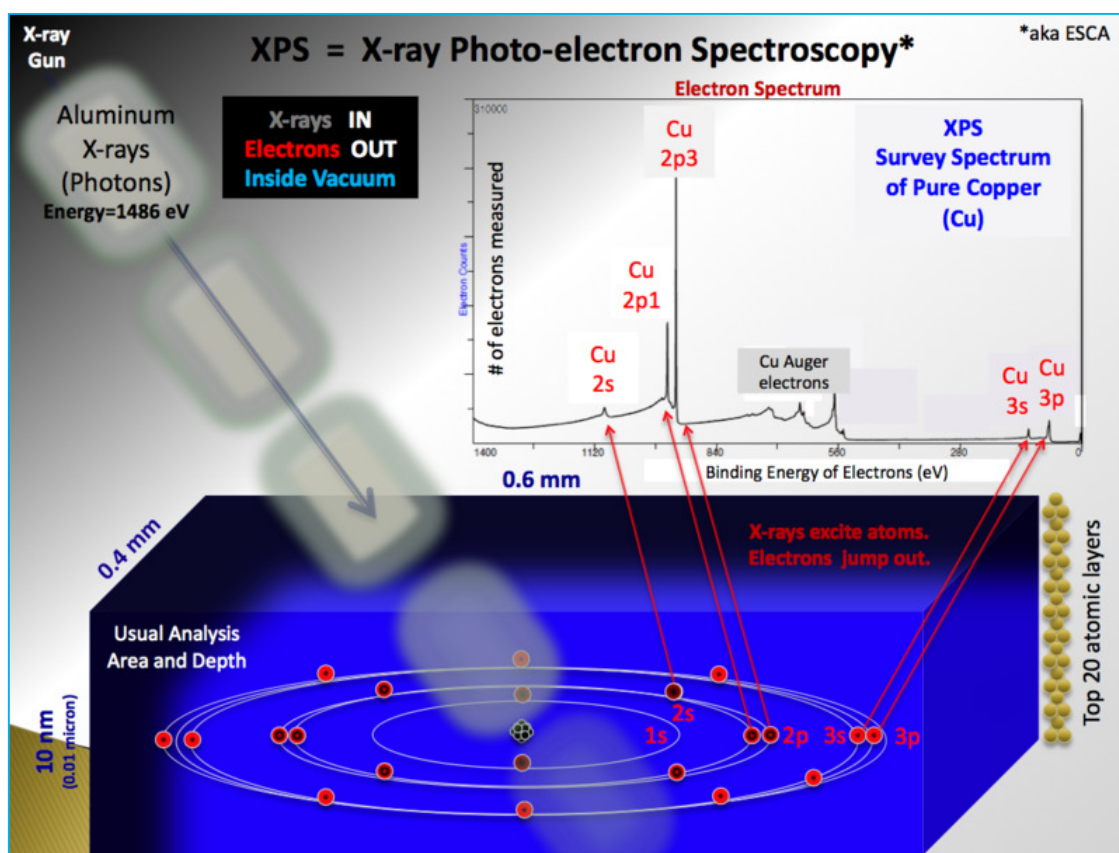 X-ray
Gun
XPS = X-ray Photo-electron Spectroscopy*
*aka ESCA
Aluminum
X-rays
(Photons)
Energy=1486 eV
X-rays IN
Electrons OUT
Inside Vacuum
Electron Spectrum
310000
# of electrons measured
Electron Counts
Cu
2p3
XPS
Survey Spectrum
of Pure Copper
(Cu)
Cu
2p1
Cu
2s
Cu Auger
electrons
Cu
3s
Cu
3p
1400
1120
840
560
280
0
Binding Energy of Electrons (eV)
0.6 mm
0.4 mm
X-rays excite atoms.
Electrons jump out.
Top 20 atomic layers
Usual Analysis
Area and Depth
10 nm
(0.01 micron)
1s
2s
2p
3s
3p